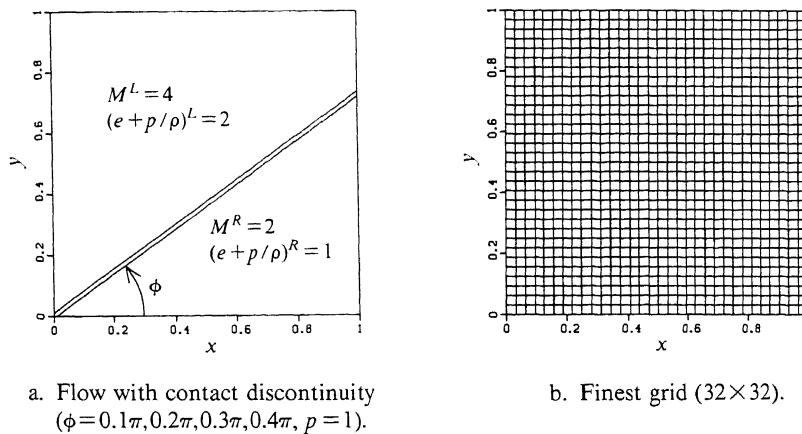 1
0.8
0.6
0.4
0.2
0
y
M^L=4
(e+p/ρ)^L=2
M^R=2
(e+p/ρ)^R=1
ϕ
0
0.2
0.4
0.6
0.8
1
x
a. Flow with contact discontinuity
(ϕ=0.1π,0.2π,0.3π,0.4π, p=1).
1
0.8
0.6
0.4
0.2
0
y
0
0.2
0.4
0.6
0.8
x
b. Finest grid (32×32).